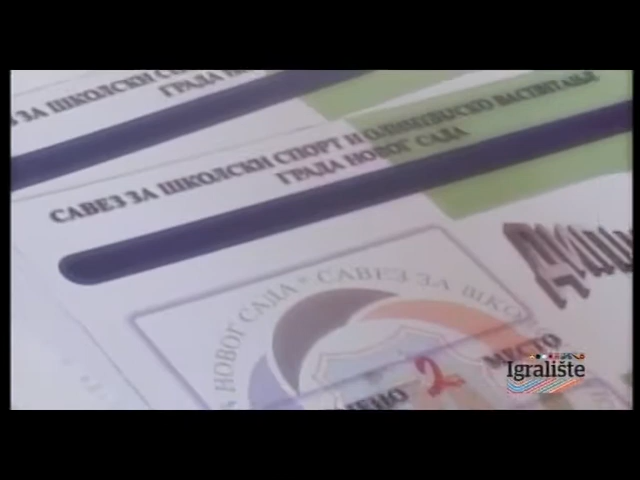 САВЕЗ ЗА ШКОЛСКИ
ГРАДА
САВЕЗ ЗА ШКОЛСКИ СПОРТ И ОЛИМПИЈСКО ВАСПИТАЊЕ
ГРАДА НОВОГ САДА
НОВОГ САДА * САВЕЗ ЗА ШКО
2 МЕСТО
Igralište